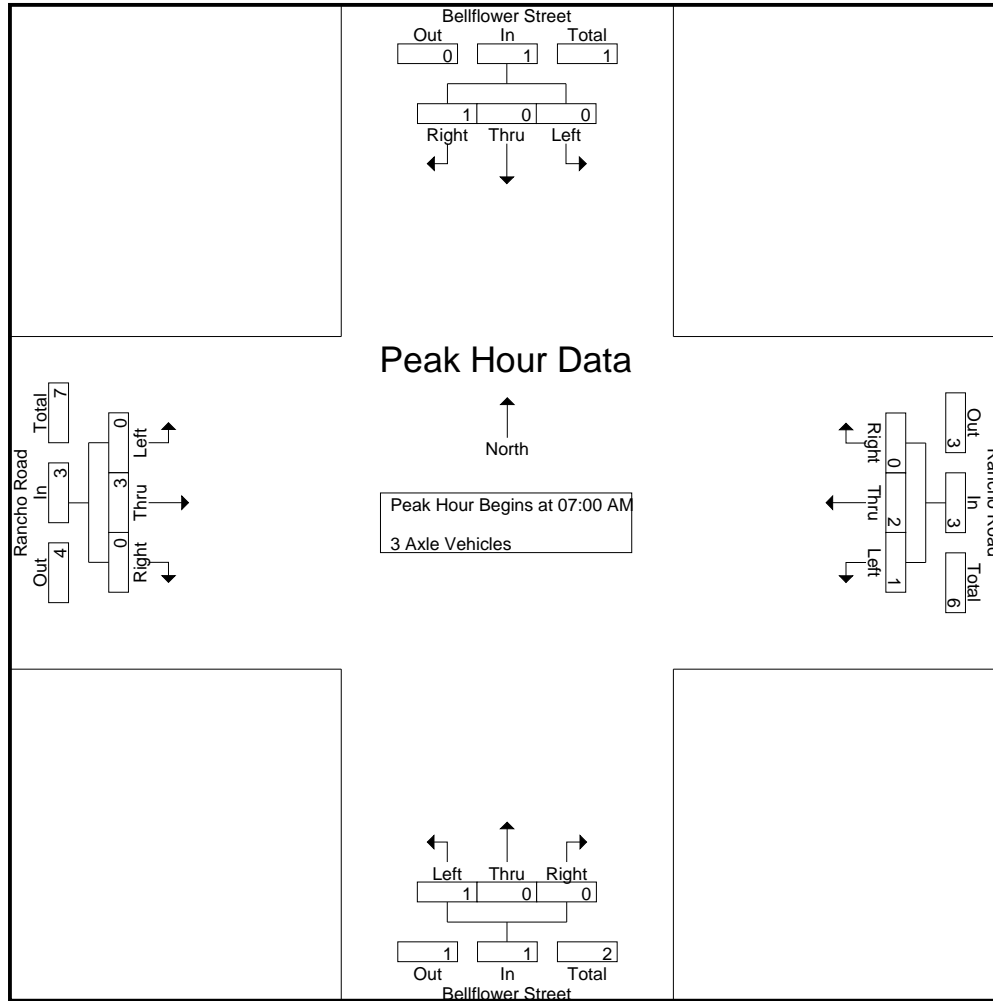 Bellflower Street
Out In Total
0 1 1
1 0 0
Right Thru Left
Peak Hour Data
North
Peak Hour Begins at 07:00 AM
3 Axle Vehicles
Rancho Road
Total In Out
7 3 4
0 3 0
Left Thru Right
Rancho Road
Out In Total
3 3 6
0 2 1
Right Thru Left
Left Thru Right
1 0 0
1 1 2
Out In Total
Bellflower Street